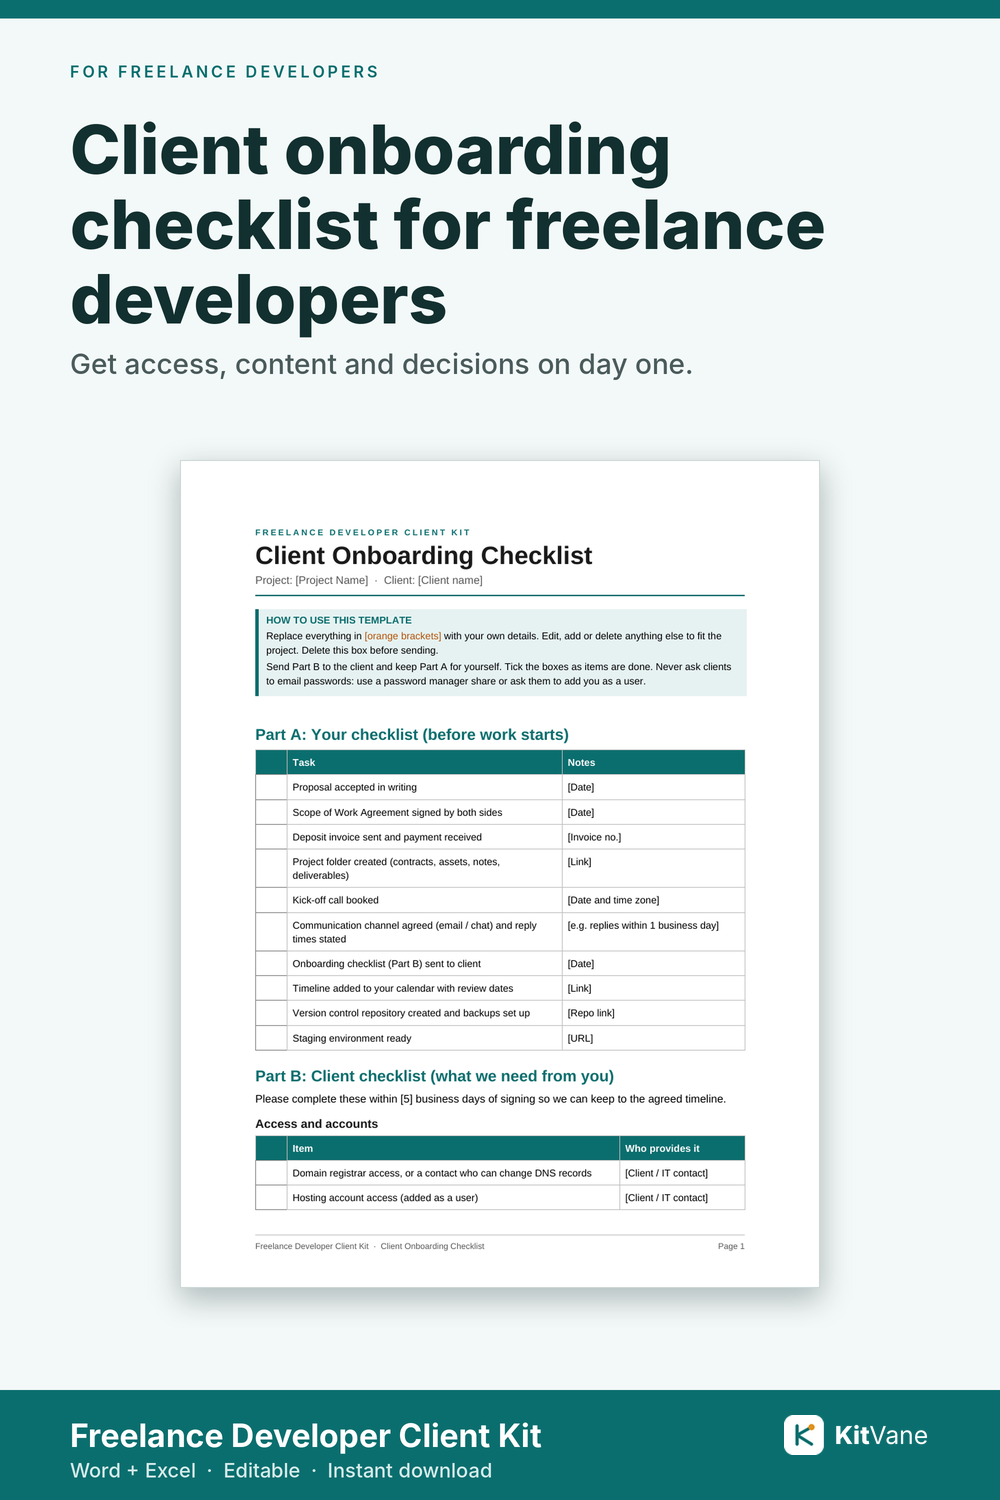 FOR FREELANCE DEVELOPERS
Client onboarding
checklist for freelance
developers
Get access, content and decisions on day one.
FREELANCE DEVELOPER CLIENT KIT
Client Onboarding Checklist
Project: [Project Name] · Client: [Client name]
HOW TO USE THIS TEMPLATE
Replace everything in [orange brackets] with your own details. Edit, add or delete anything else to fit the
project. Delete this box before sending.
Send Part B to the client and keep Part A for yourself. Tick the boxes as items are done. Never ask clients
to email passwords: use a password manager share or ask them to add you as a user.
Part A: Your checklist (before work starts)
Task Notes
Proposal accepted in writing [Date]
Scope of Work Agreement signed by both sides [Date]
Deposit invoice sent and payment received [Invoice no.]
Project folder created (contracts, assets, notes, [Link]
deliverables)
Kick-off call booked [Date and time zone]
Communication channel agreed (email / chat) and reply [e.g. replies within 1 business day]
times stated
Onboarding checklist (Part B) sent to client [Date]
Timeline added to your calendar with review dates [Link]
Version control repository created and backups set up [Repo link]
Staging environment ready [URL]
Part B: Client checklist (what we need from you)
Please complete these within [5] business days of signing so we can keep to the agreed timeline.
Access and accounts
Item Who provides it
Domain registrar access, or a contact who can change DNS records [Client / IT contact]
Hosting account access (added as a user) [Client / IT contact]
Freelance Developer Client Kit · Client Onboarding Checklist Page 1
Freelance Developer Client Kit
Word + Excel · Editable · Instant download
KitVane